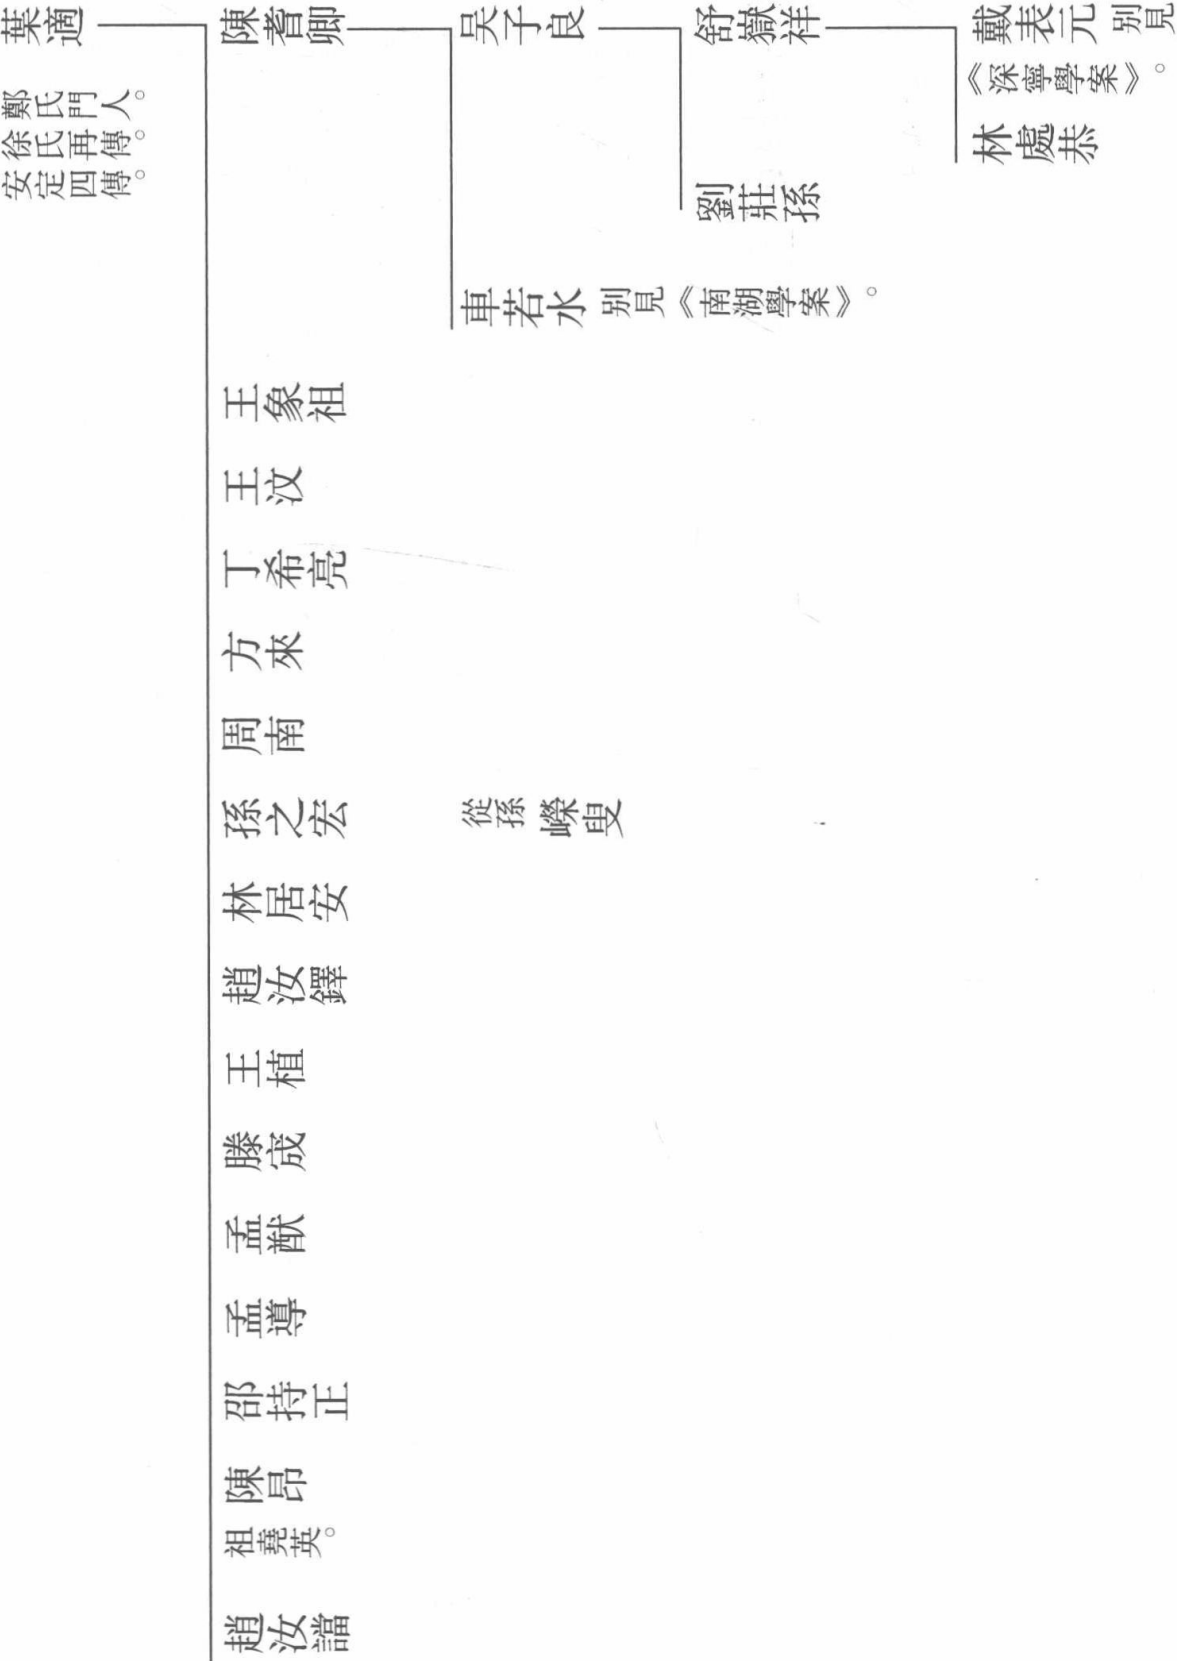 葉適
鄭氏門人。
徐氏再傳。
安定四傳。
陳耆卿
吴子良
舒嶽祥
戴表元 别見
《深寧學案》。
林處恭
劉莊孫
車若水 别見《南湖學案》。
王象祖
王汶
丁希亮
方來
周南
孫之宏
從孫 嶸叟
林居安
趙汝鐸
王植
滕宬
孟猷
孟導
邵持正
陳昂
祖堯英。
趙汝譡